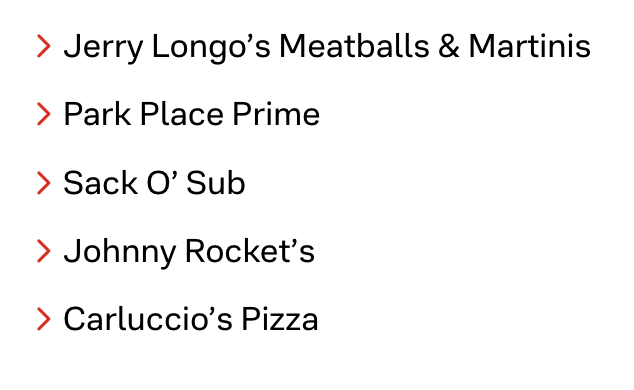 Jerry Longo’s Meatballs & Martinis
Park Place Prime
Sack O’ Sub
Johnny Rocket’s
Carluccio’s Pizza